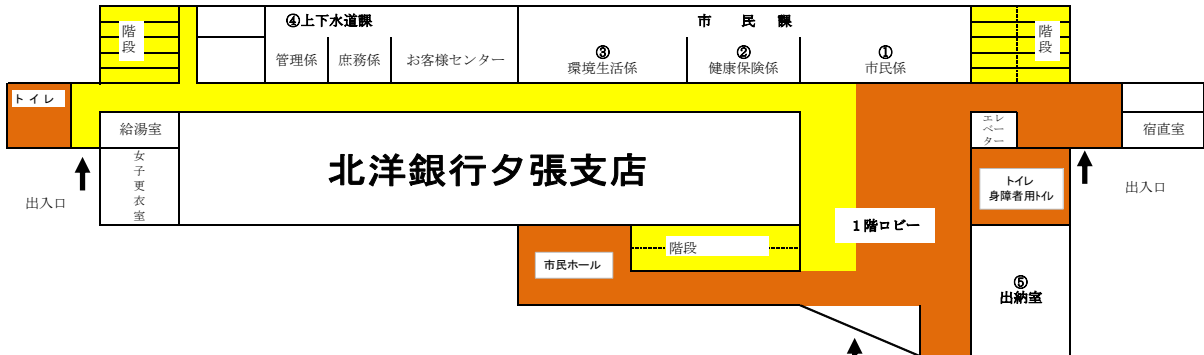 階段
④上下水道課
市民課
階段
管理係
庶務係
お客様センター
③
環境生活係
②
健康保険係
①
市民係
トイレ
給湯室
女子更衣室
北洋銀行夕張支店
エレベーター
宿直室
出入口
トイレ
身障者用トイレ
出入口
1階ロビー
階段
市民ホール
⑤
出納室